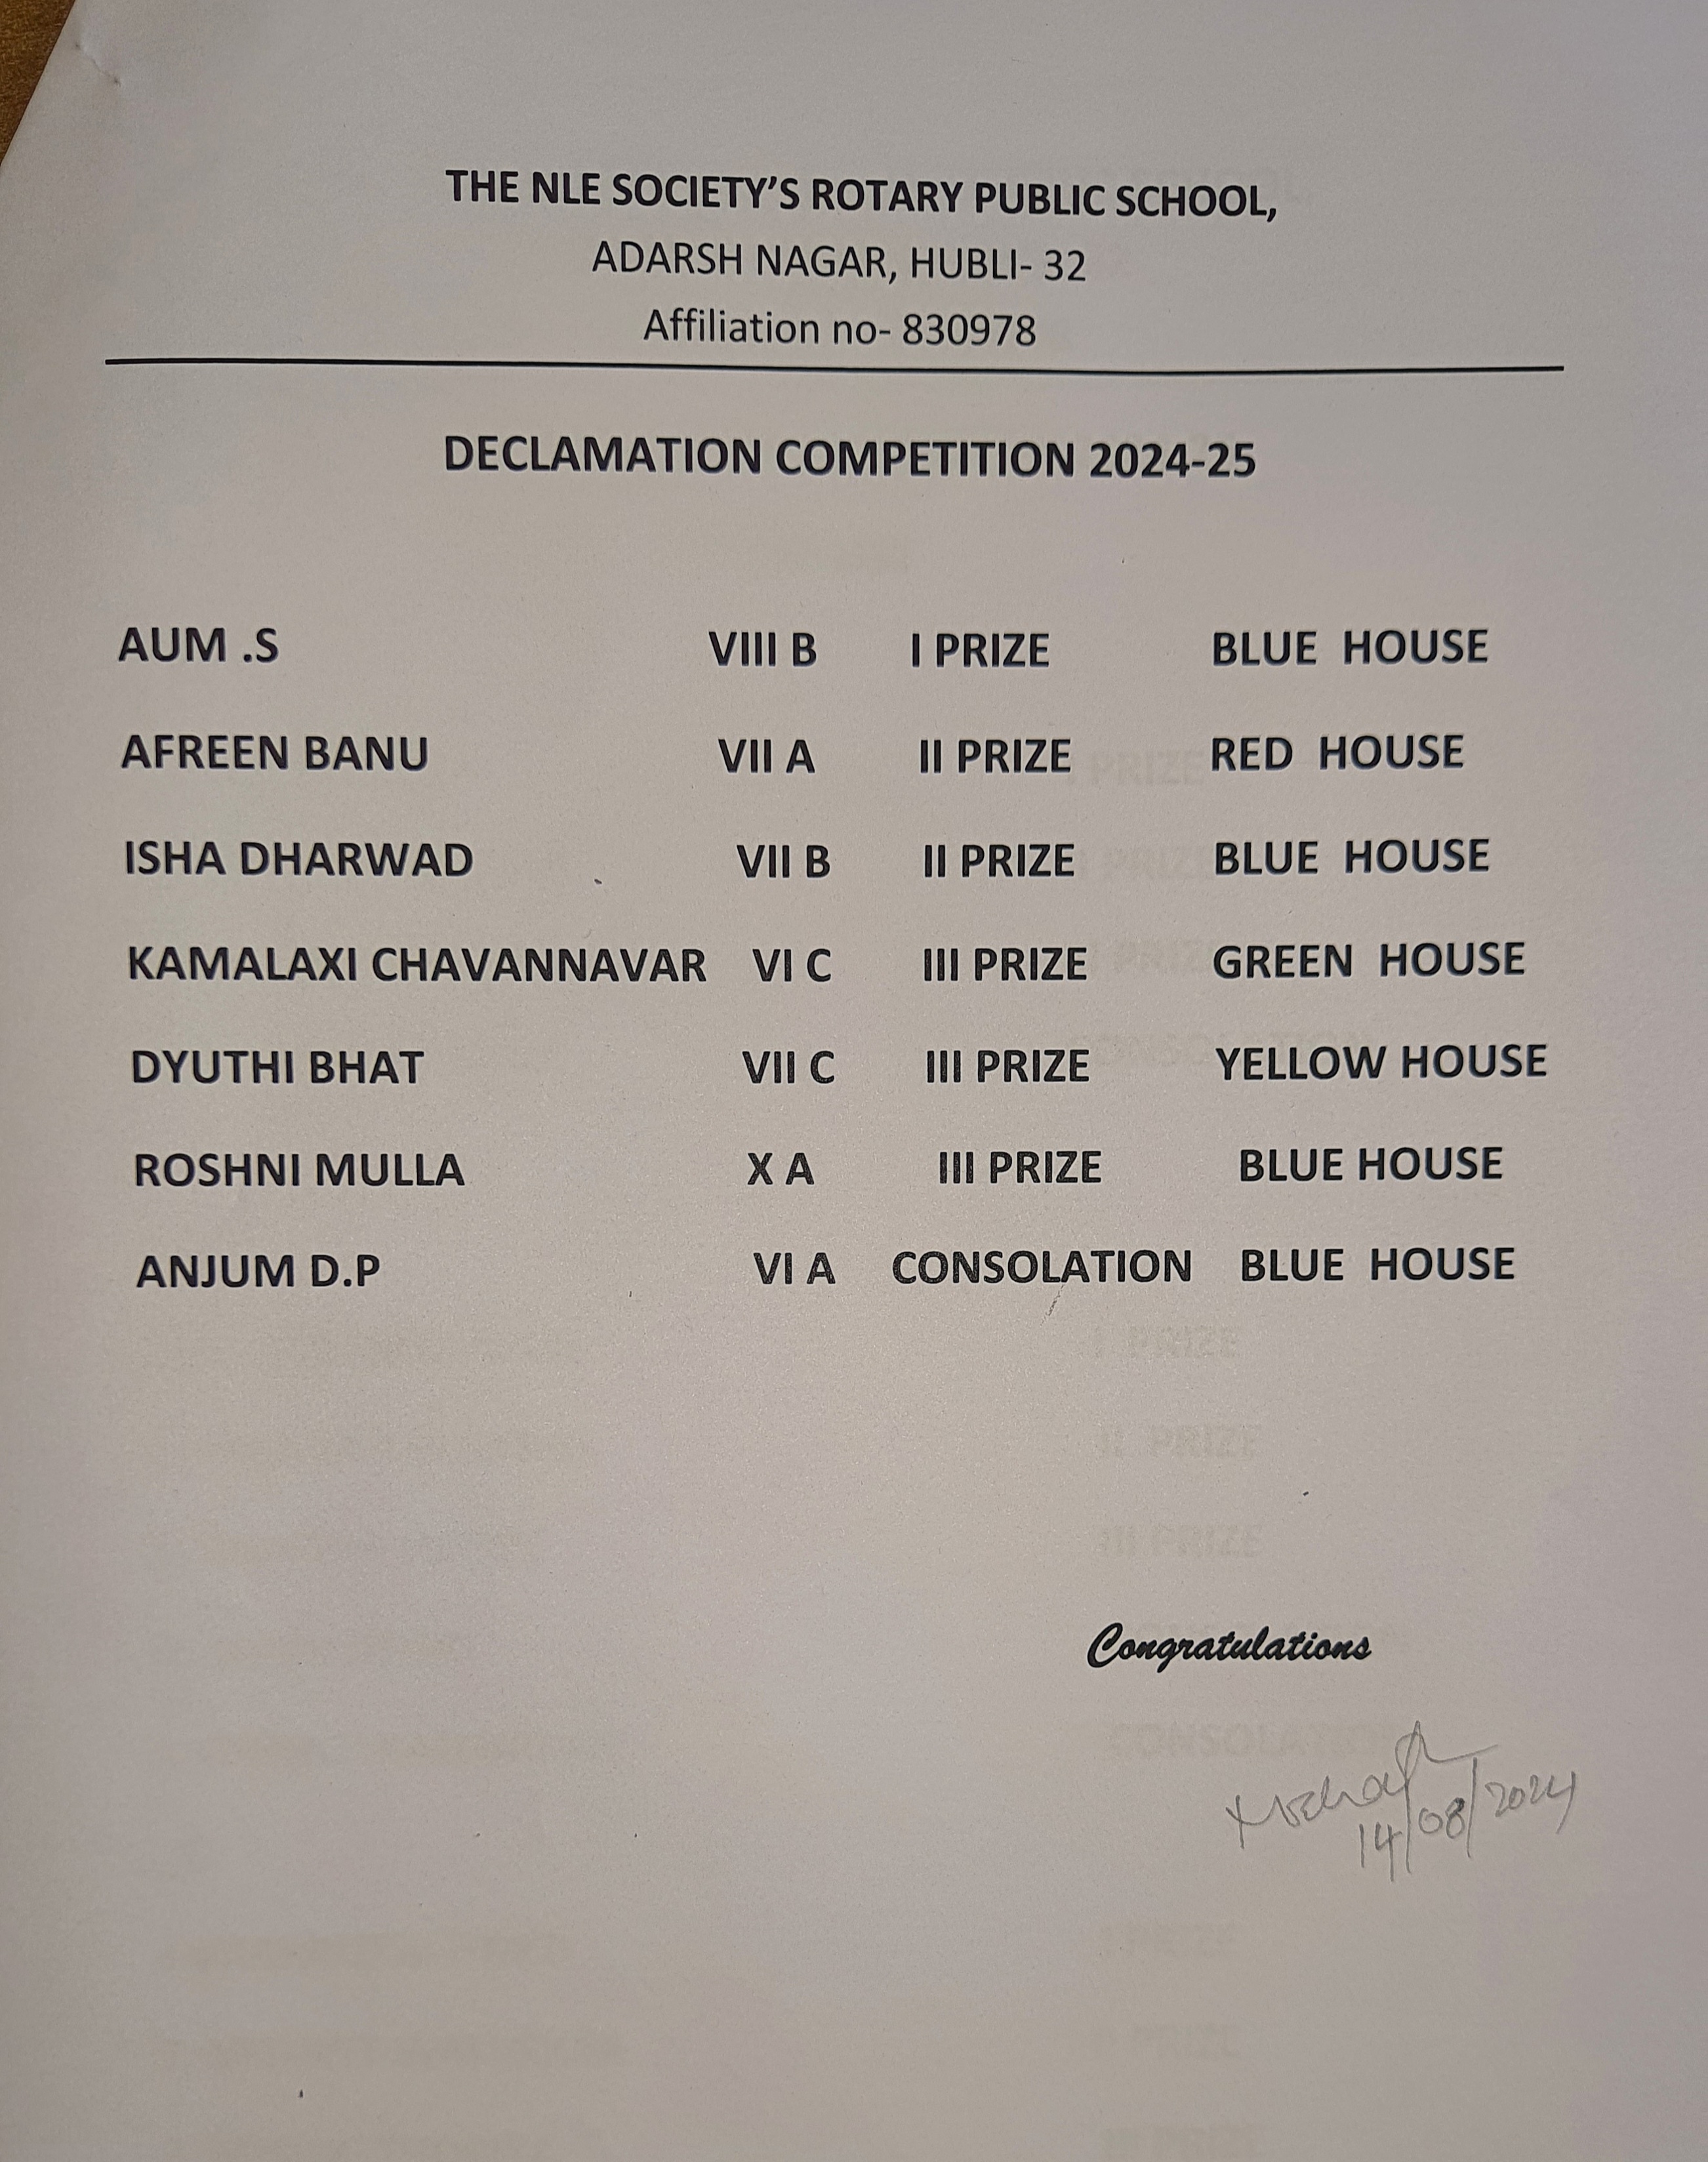 THE NLE SOCIETY’S ROTARY PUBLIC SCHOOL,
ADARSH NAGAR, HUBLI- 32
Affiliation no- 830978
DECLAMATION COMPETITION 2024-25
AUM .S VIII B I PRIZE BLUE HOUSE
AFREEN BANU VII A II PRIZE RED HOUSE
ISHA DHARWAD VII B II PRIZE BLUE HOUSE
KAMALAXI CHAVANNAVAR VI C III PRIZE GREEN HOUSE
DYUTHI BHAT VII C III PRIZE YELLOW HOUSE
ROSHNI MULLA X A III PRIZE BLUE HOUSE
ANJUM D.P VI A CONSOLATION BLUE HOUSE
Congratulations
14/08/2024